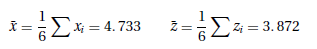 x̄ = 1/6 ∑ xᵢ = 4.733 z̄ = 1/6 ∑ zᵢ = 3.872